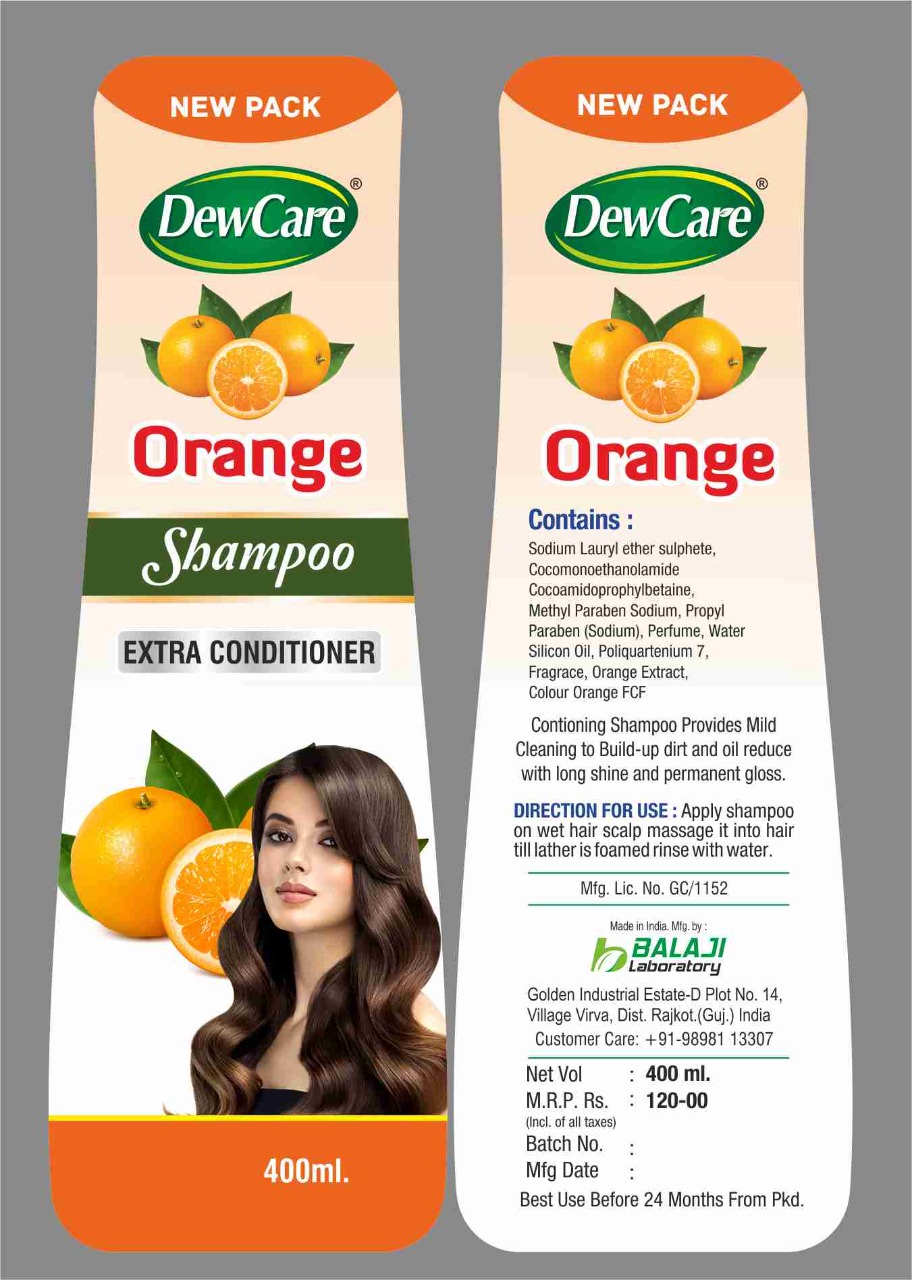 NEW PACK
DewCare®
Orange
Shampoo
EXTRA CONDITIONER
400ml.
NEW PACK
DewCare®
Orange
Contains :
Sodium Lauryl ether sulphete,
Cocomonoethanolamide
Cocoamidoprophylbetaine,
Methyl Paraben Sodium, Propyl
Paraben (Sodium), Perfume, Water
Silicon Oil, Poliquartenium 7,
Fragrace, Orange Extract,
Colour Orange FCF
Contioning Shampoo Provides Mild
Cleaning to Build-up dirt and oil reduce
with long shine and permanent gloss.
DIRECTION FOR USE : Apply shampoo
on wet hair scalp massage it into hair
till lather is foamed rinse with water.
Mfg. Lic. No. GC/1152
Made in India. Mfg. by :
BALAJI
Laboratory
Golden Industrial Estate-D Plot No. 14,
Village Virva, Dist. Rajkot.(Guj.) India
Customer Care: +91-98981 13307
Net Vol : 400 ml.
M.R.P. Rs. : 120-00
(Incl. of all taxes)
Batch No. :
Mfg Date :
Best Use Before 24 Months From Pkd.